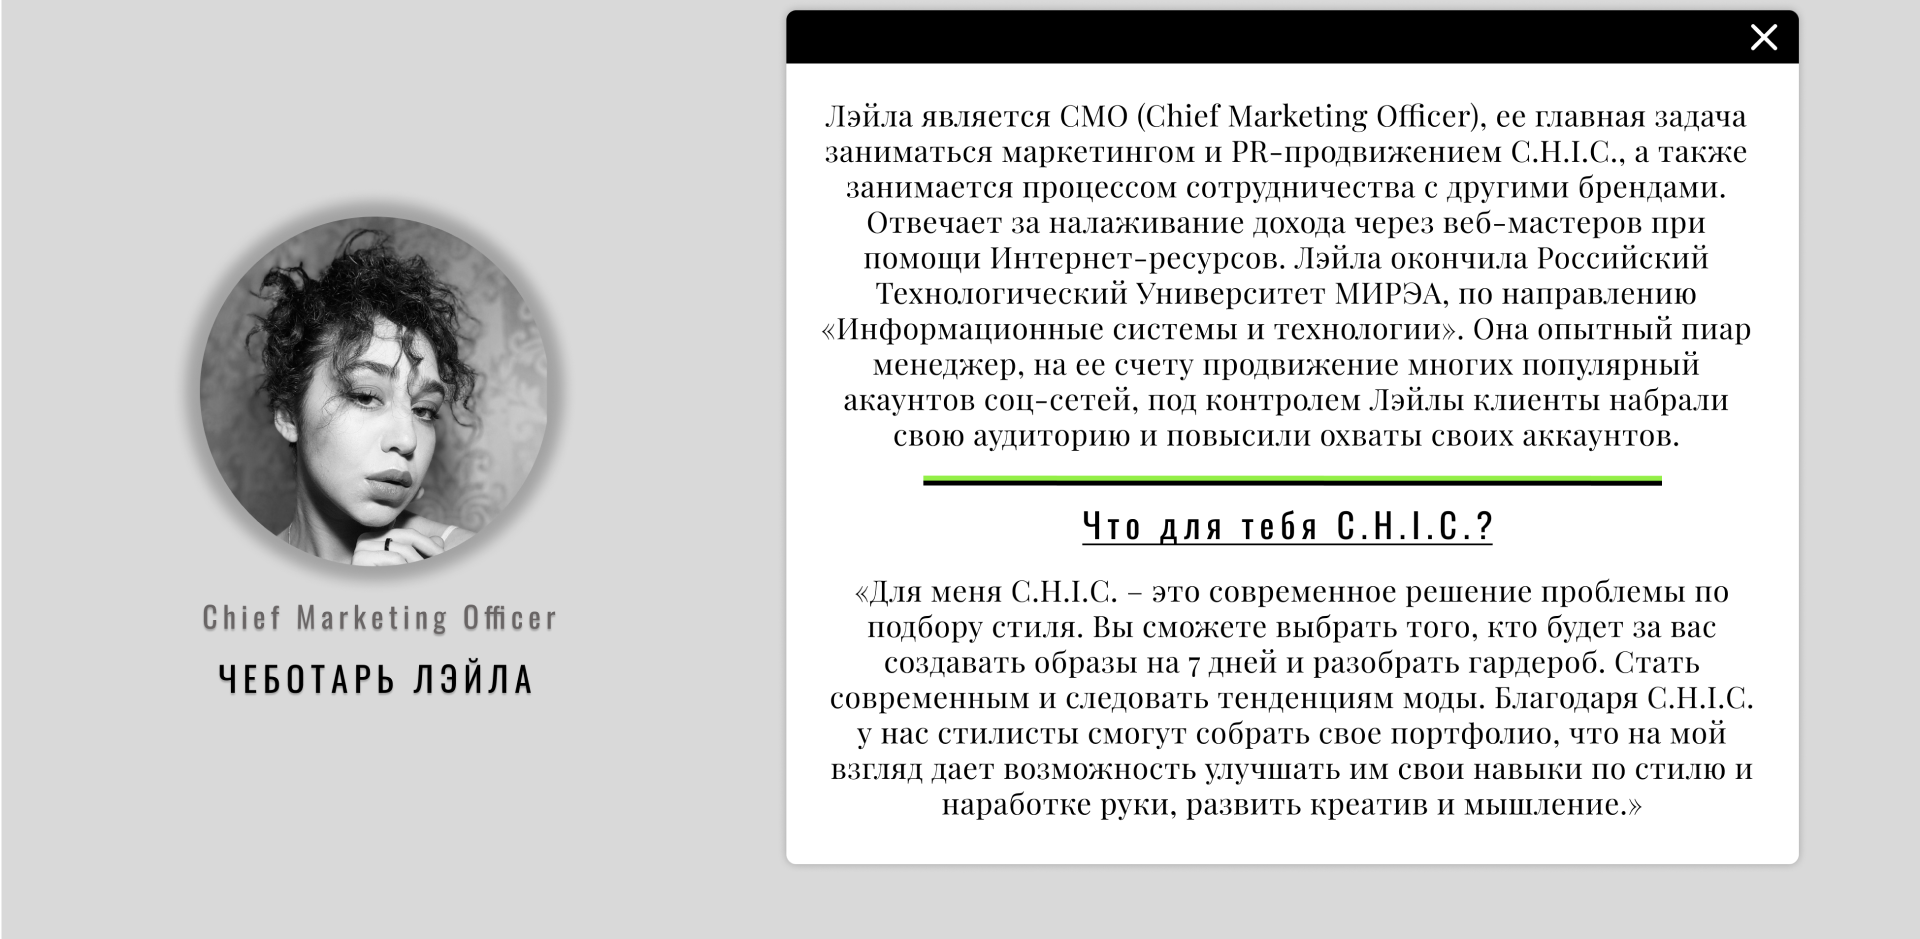 Chief Marketing Officer
ЧЕБОТАРЬ ЛЭЙЛА
Лэйла является СМО (Chief Marketing Officer), ее главная задача
заниматься маркетингом и PR-продвижением C.H.I.C., а также
занимается процессом сотрудничества с другими брендами.
Отвечает за налаживание дохода через веб-мастеров при
помощи Интернет-ресурсов. Лэйла окончила Российский
Технологический Университет МИРЭА, по направлению
«Информационные системы и технологии». Она опытный пиар
менеджер, на ее счету продвижение многих популярный
акаунтов соц-сетей, под контролем Лэйлы клиенты набрали
свою аудиторию и повысили охваты своих аккаунтов.
Что для тебя C.H.I.C.?
«Для меня C.H.I.C. – это современное решение проблемы по
подбору стиля. Вы сможете выбрать того, кто будет за вас
создавать образы на 7 дней и разобрать гардероб. Стать
современным и следовать тенденциям моды. Благодаря C.H.I.C.
у нас стилисты смогут собрать свое портфолио, что на мой
взгляд дает возможность улучшать им свои навыки по стилю и
наработке руки, развить креатив и мышление.»